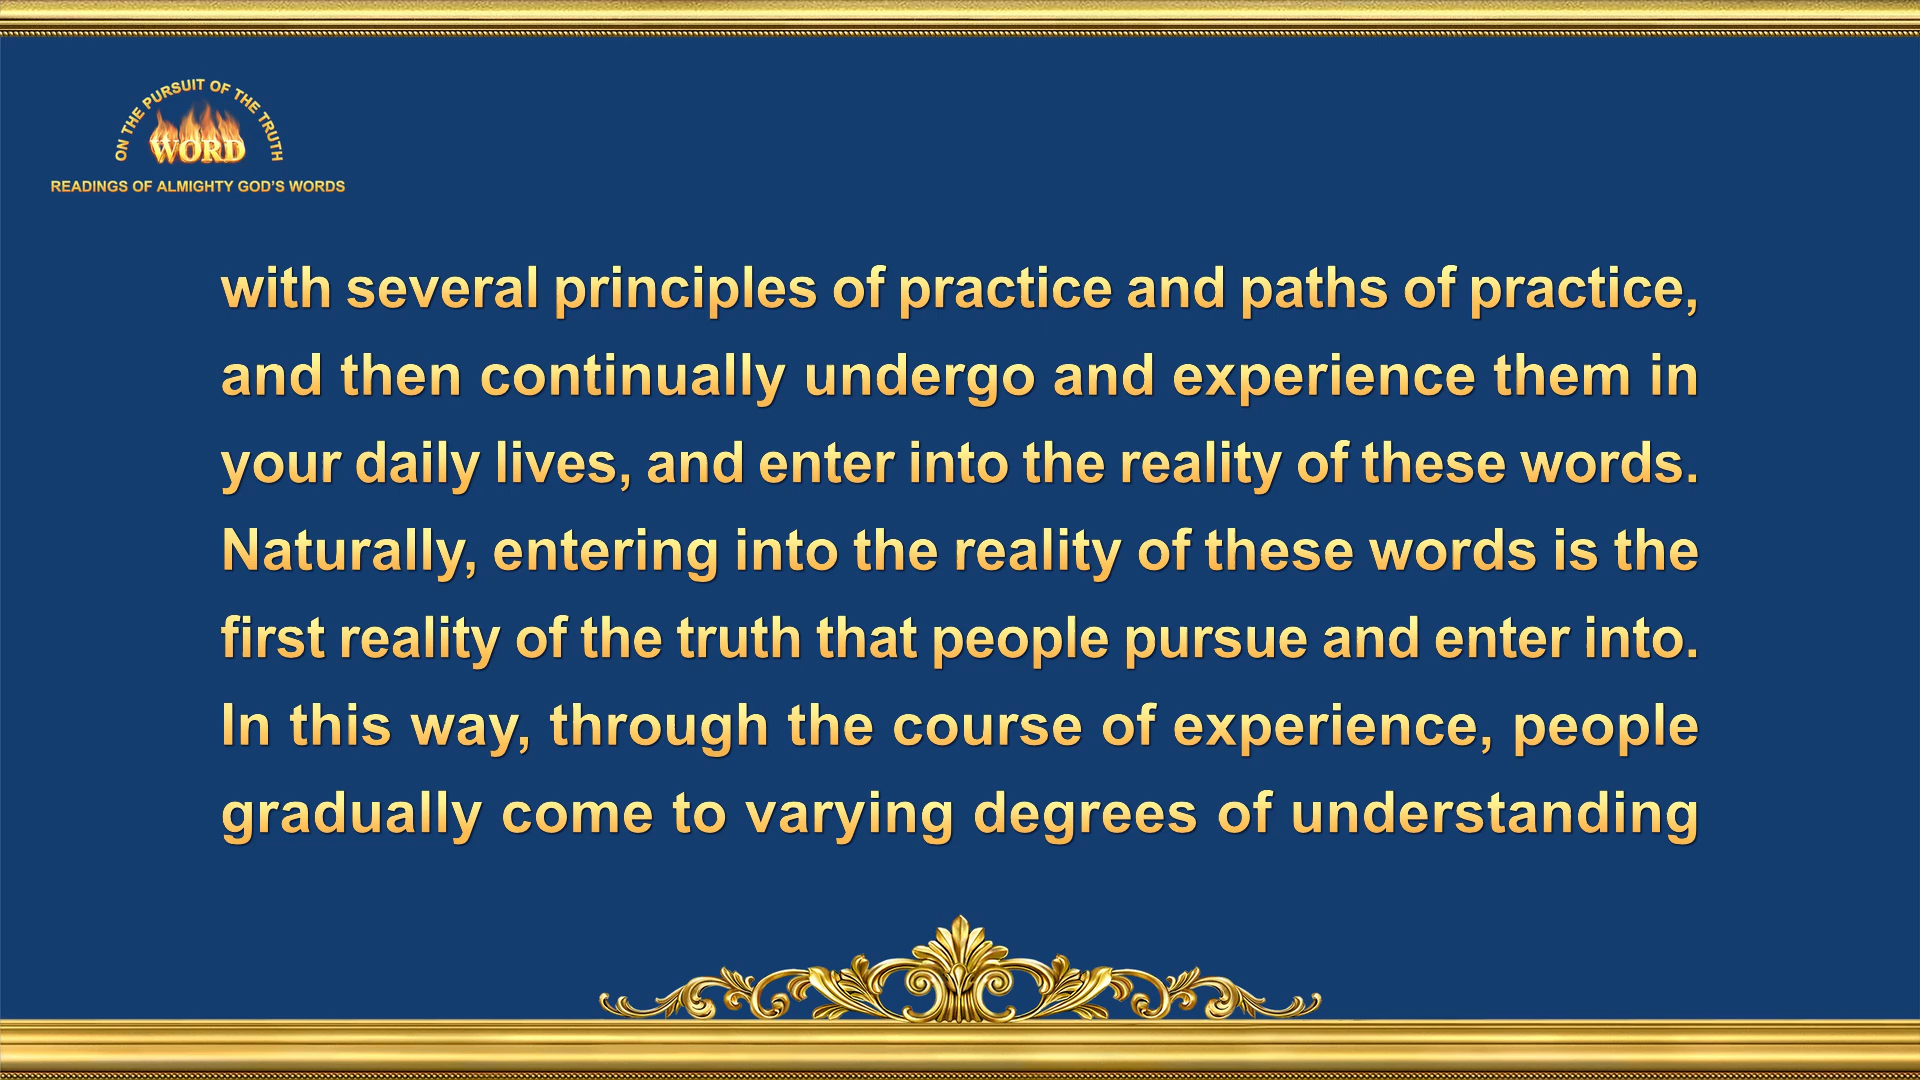 ON THE PURSUIT OF THE TRUTH
WORD
READINGS OF ALMIGHTY GOD'S WORDS
with several principles of practice and paths of practice,
and then continually undergo and experience them in
your daily lives, and enter into the reality of these words.
Naturally, entering into the reality of these words is the
first reality of the truth that people pursue and enter into.
In this way, through the course of experience, people
gradually come to varying degrees of understanding